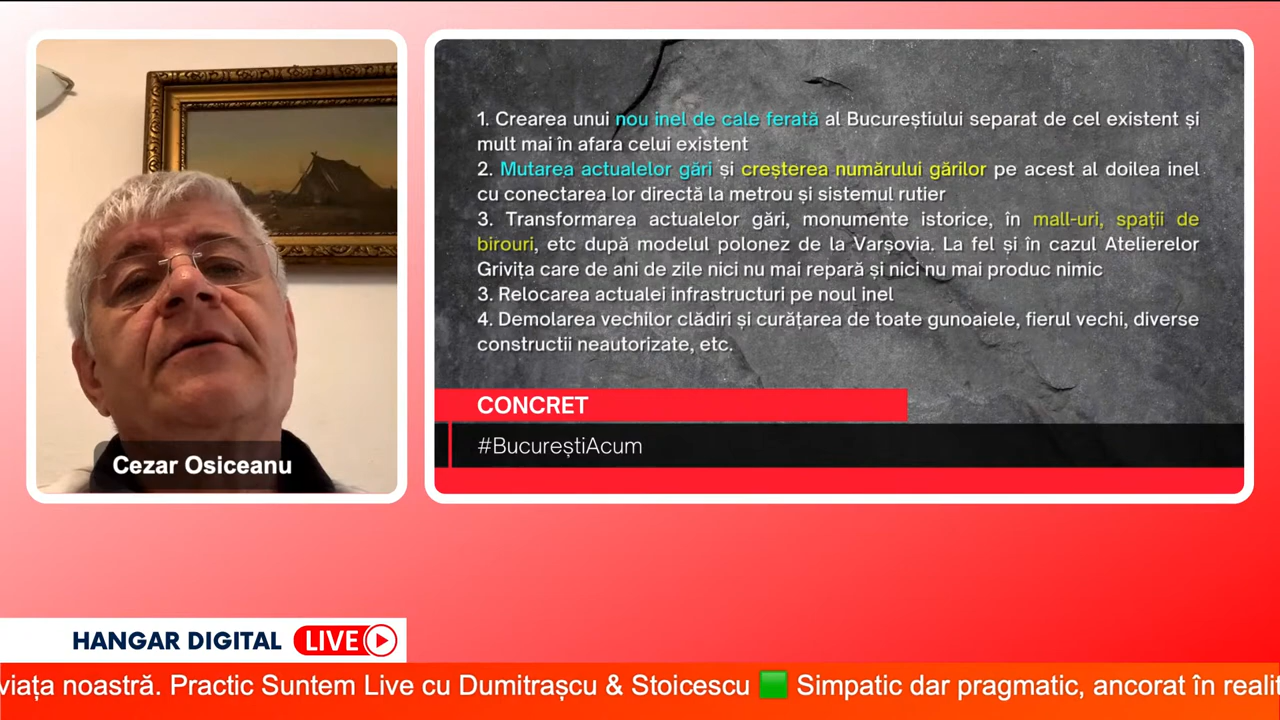 1. Crearea unui nou inel de cale ferată al Bucureștiului separat de cel existent și
mult mai în afara celui existent
2. Mutarea actualelor gări și creșterea numărului gărilor pe acest al doilea inel
cu conectarea lor directă la metrou și sistemul rutier
3. Transformarea actualelor gări, monumente istorice, în mall-uri, spații de
birouri, etc după modelul polonez de la Varșovia. La fel și în cazul Atelierelor
Grivița care de ani de zile nici nu mai repară și nici nu mai produc nimic
3. Relocarea actualei infrastructuri pe noul inel
4. Demolarea vechilor clădiri și curățarea de toate gunoaiele, fierul vechi, diverse
constructii neautorizate, etc.
CONCRET
#BucureștiAcum
Cezar Osiceanu
HANGAR DIGITAL LIVE
viața noastră. Practic Suntem Live cu Dumitrașcu & Stoicescu 🟩 Simpatic dar pragmatic, ancorat în realit